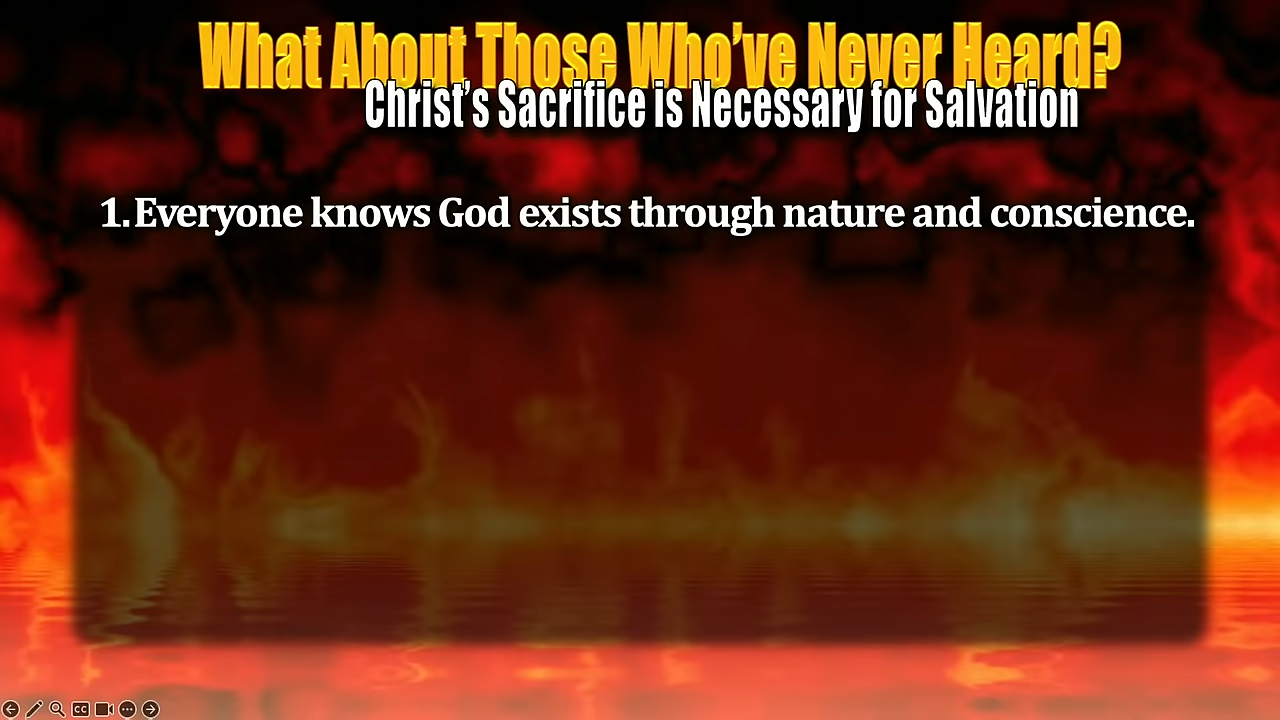 What About Those Who've Never Heard?
Christ's Sacrifice is Necessary for Salvation
1. Everyone knows God exists through nature and conscience.
CC